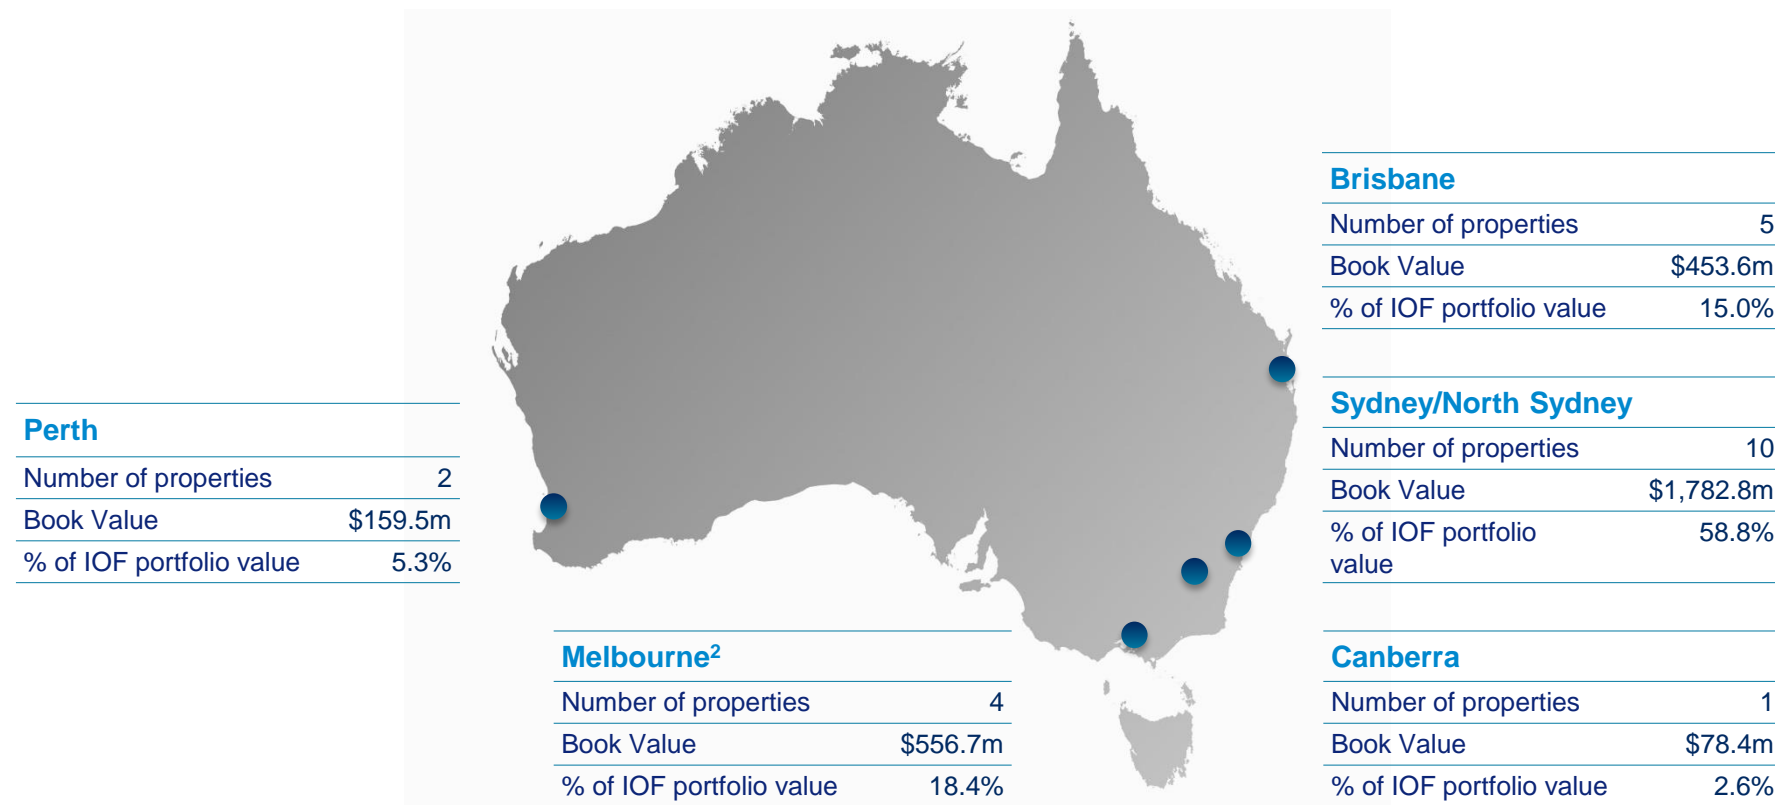 Brisbane
Number of properties 5
Book Value $453.6m
% of IOF portfolio value 15.0%
Sydney/North Sydney
Number of properties 10
Book Value $1,782.8m
% of IOF portfolio 58.8%
value
Perth
Number of properties 2
Book Value $159.5m
% of IOF portfolio value 5.3%
Melbourne²
Number of properties 4
Book Value $556.7m
% of IOF portfolio value 18.4%
Canberra
Number of properties 1
Book Value $78.4m
% of IOF portfolio value 2.6%